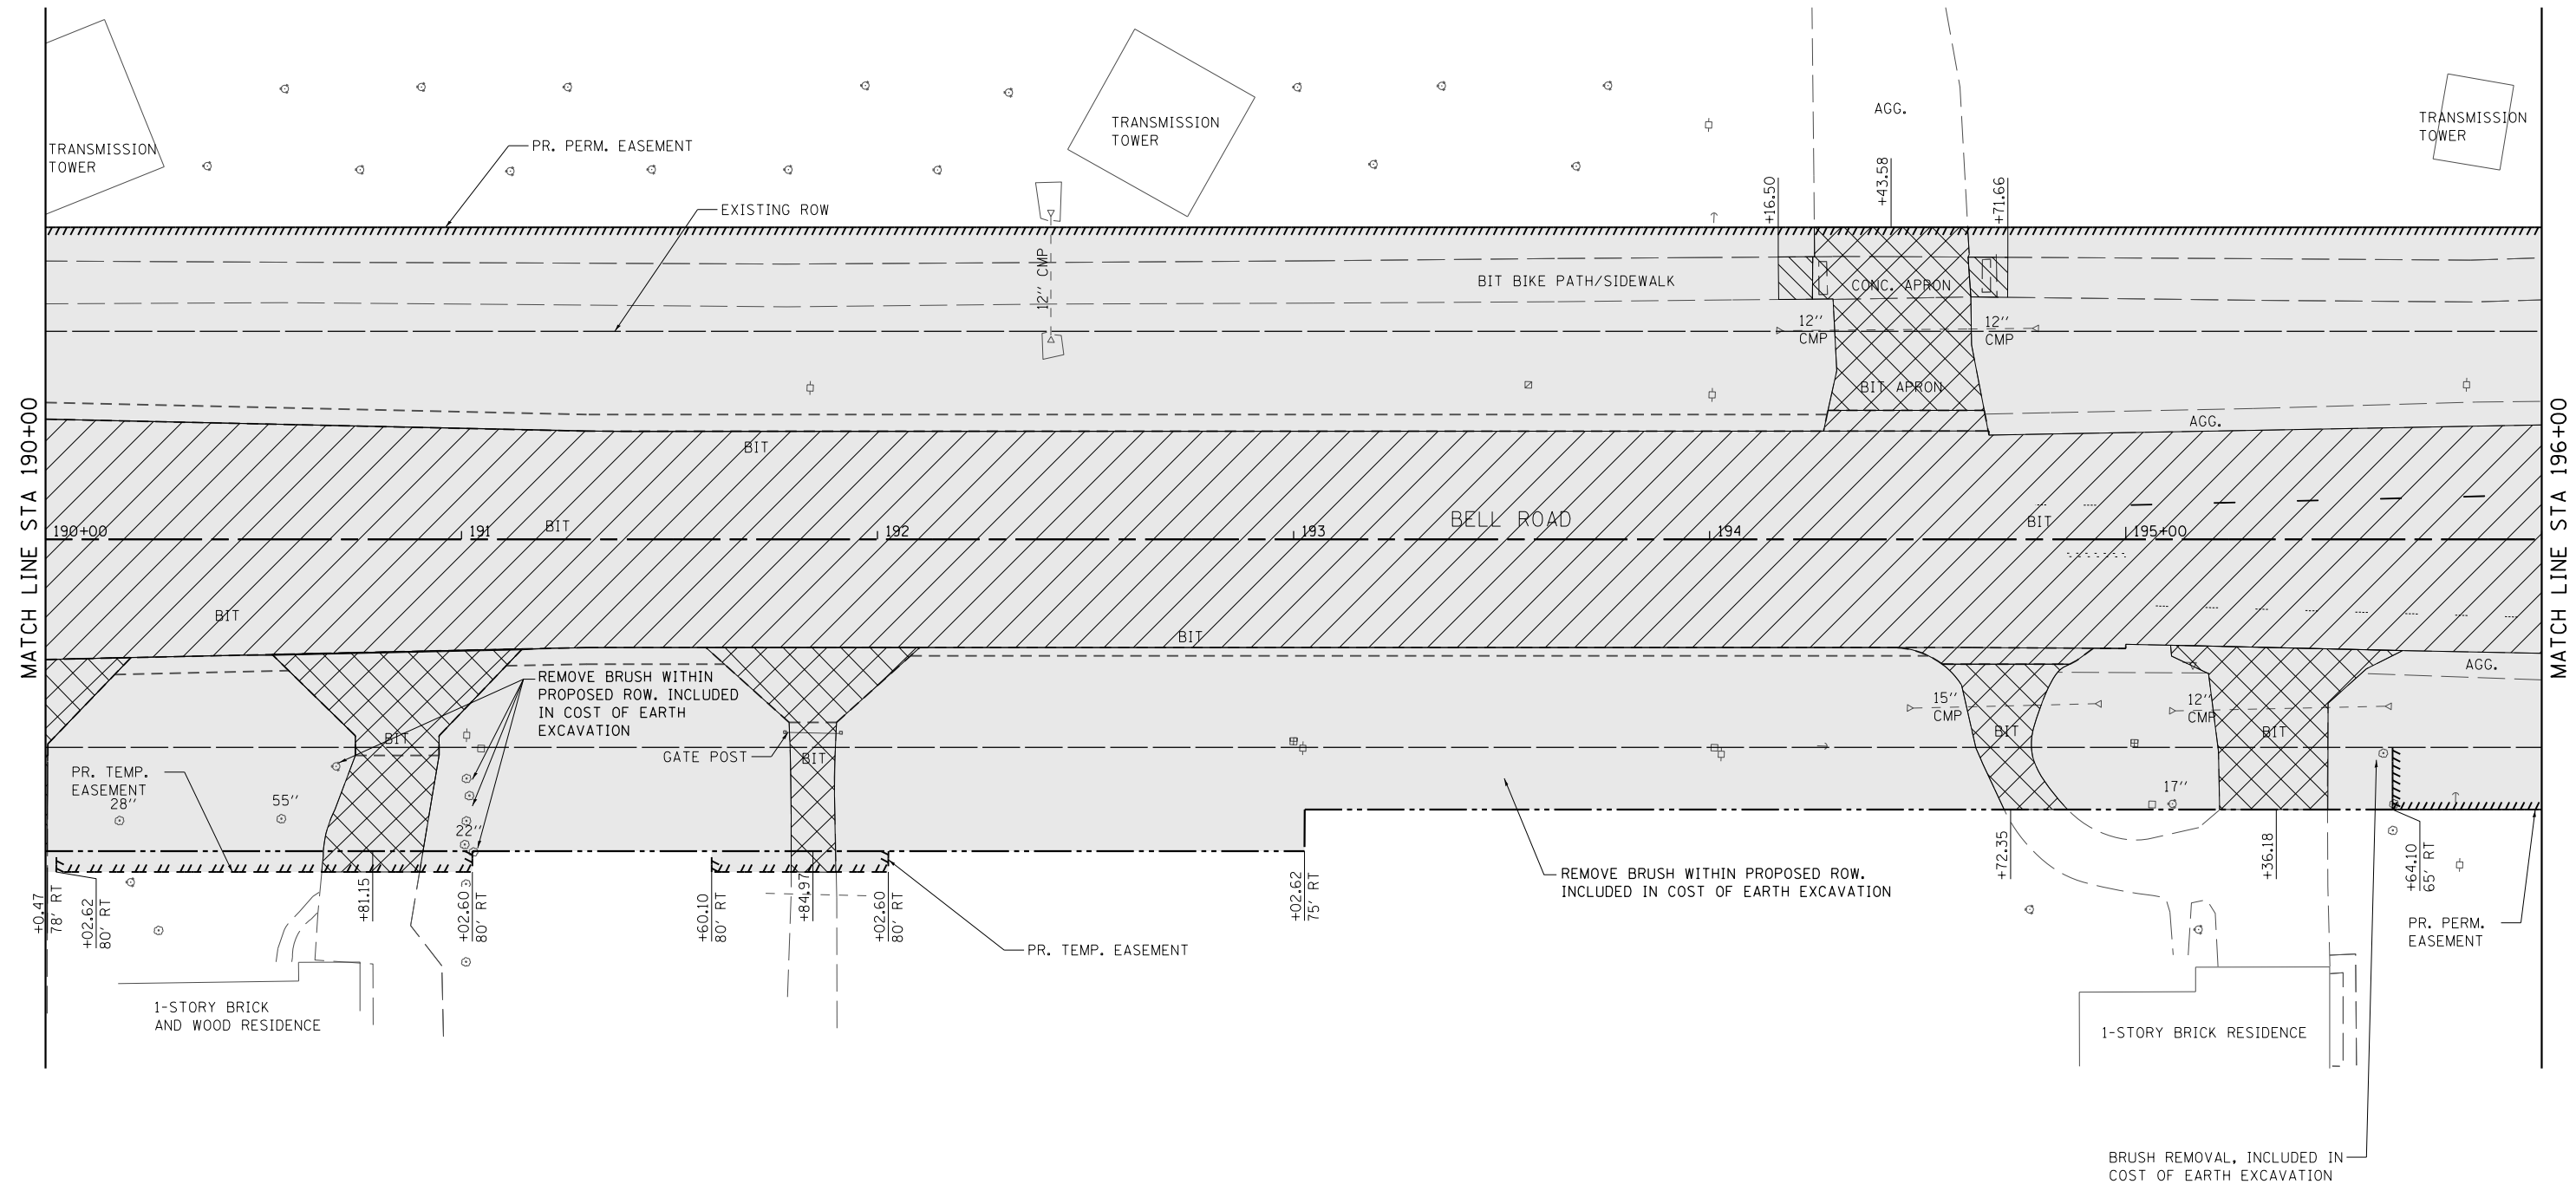 TRANSMISSION
TOWER
PR. PERM. EASEMENT
EXISTING ROW
TRANSMISSION
TOWER
AGG.
TRANSMISSION
TOWER
+16.50
+43.58
+71.66
12'' CMP
BIT BIKE PATH/SIDEWALK
CONC. APRON
12''
CMP
12''
CMP
BIT APRON
AGG.
BIT
MATCH LINE STA 190+00
MATCH LINE STA 196+00
BELL ROAD
BIT
BIT
190+00
191
192
193
194
195+00
BIT
BIT
AGG.
REMOVE BRUSH WITHIN
PROPOSED ROW. INCLUDED
IN COST OF EARTH
EXCAVATION
15''
CMP
12''
CMP
BIT
BIT
BIT
GATE POST
BIT
PR. TEMP.
EASEMENT
28''
55''
22''
17''
+0.47
78' RT
+02.62
80' RT
+81.15
+02.60
80' RT
+60.10
80' RT
+84.97
+02.60
80' RT
+02.62
75' RT
REMOVE BRUSH WITHIN PROPOSED ROW.
INCLUDED IN COST OF EARTH EXCAVATION
+72.35
+36.18
+64.10
65' RT
PR. PERM.
EASEMENT
PR. TEMP. EASEMENT
1-STORY BRICK
AND WOOD RESIDENCE
1-STORY BRICK RESIDENCE
BRUSH REMOVAL, INCLUDED IN
COST OF EARTH EXCAVATION